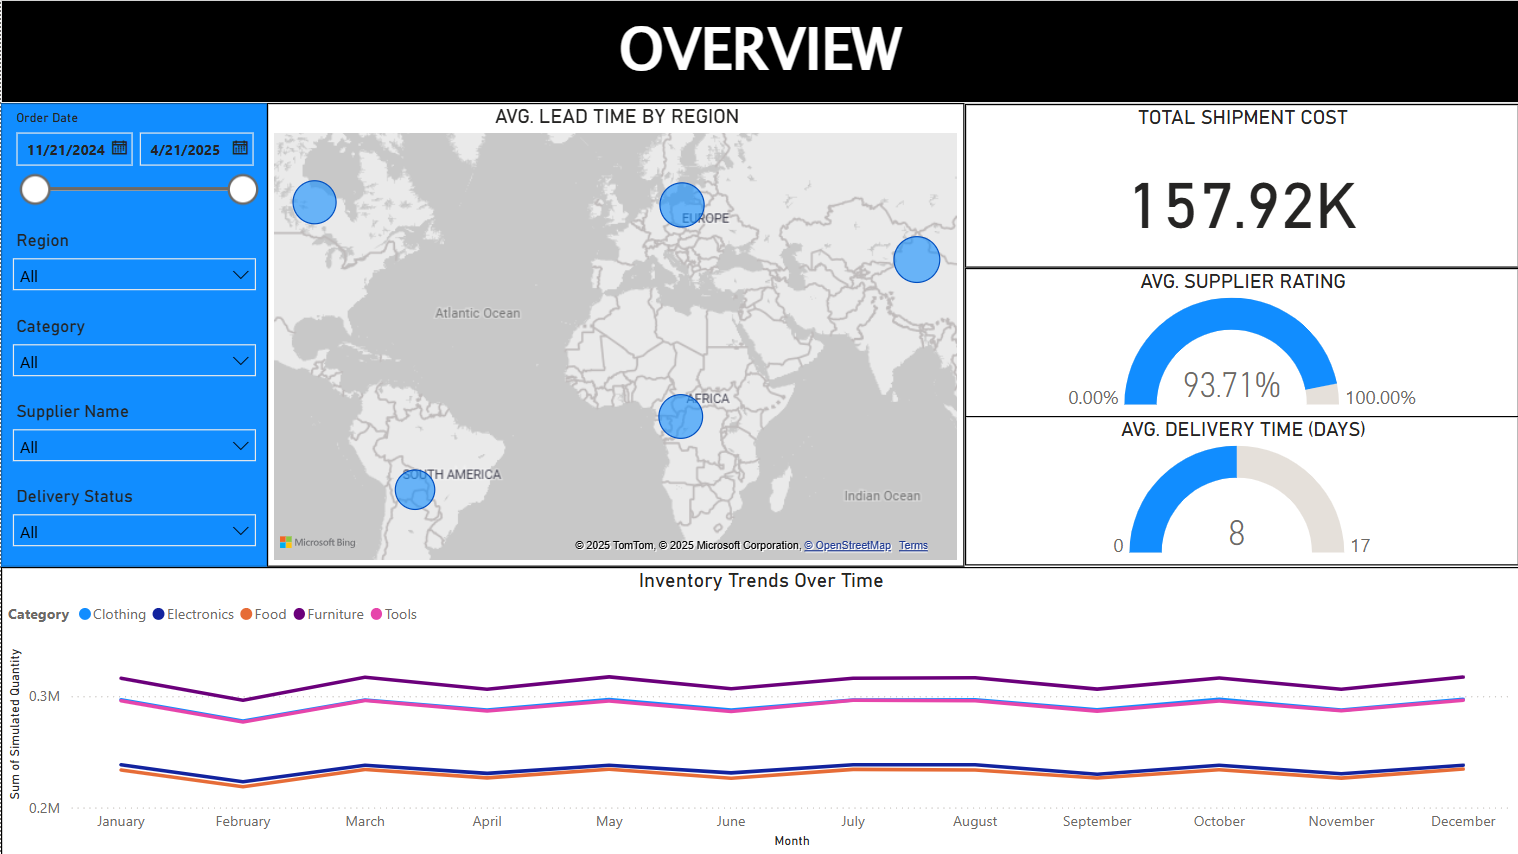 OVERVIEW
Order Date
11/21/2024
4/21/2025
Region
All
Category
All
Supplier Name
All
Delivery Status
All
AVG. LEAD TIME BY REGION
EUROPE
Atlantic Ocean
AFRICA
SOUTH AMERICA
Indian Ocean
Microsoft Bing
© 2025 TomTom, © 2025 Microsoft Corporation, © OpenStreetMap Terms
TOTAL SHIPMENT COST
157.92K
AVG. SUPPLIER RATING
0.00% 93.71% 100.00%
AVG. DELIVERY TIME (DAYS)
0 8 17
Inventory Trends Over Time
Category Clothing Electronics Food Furniture Tools
Sum of Simulated Quantity
0.3M
0.2M
January February March April May June July August September October November December
Month